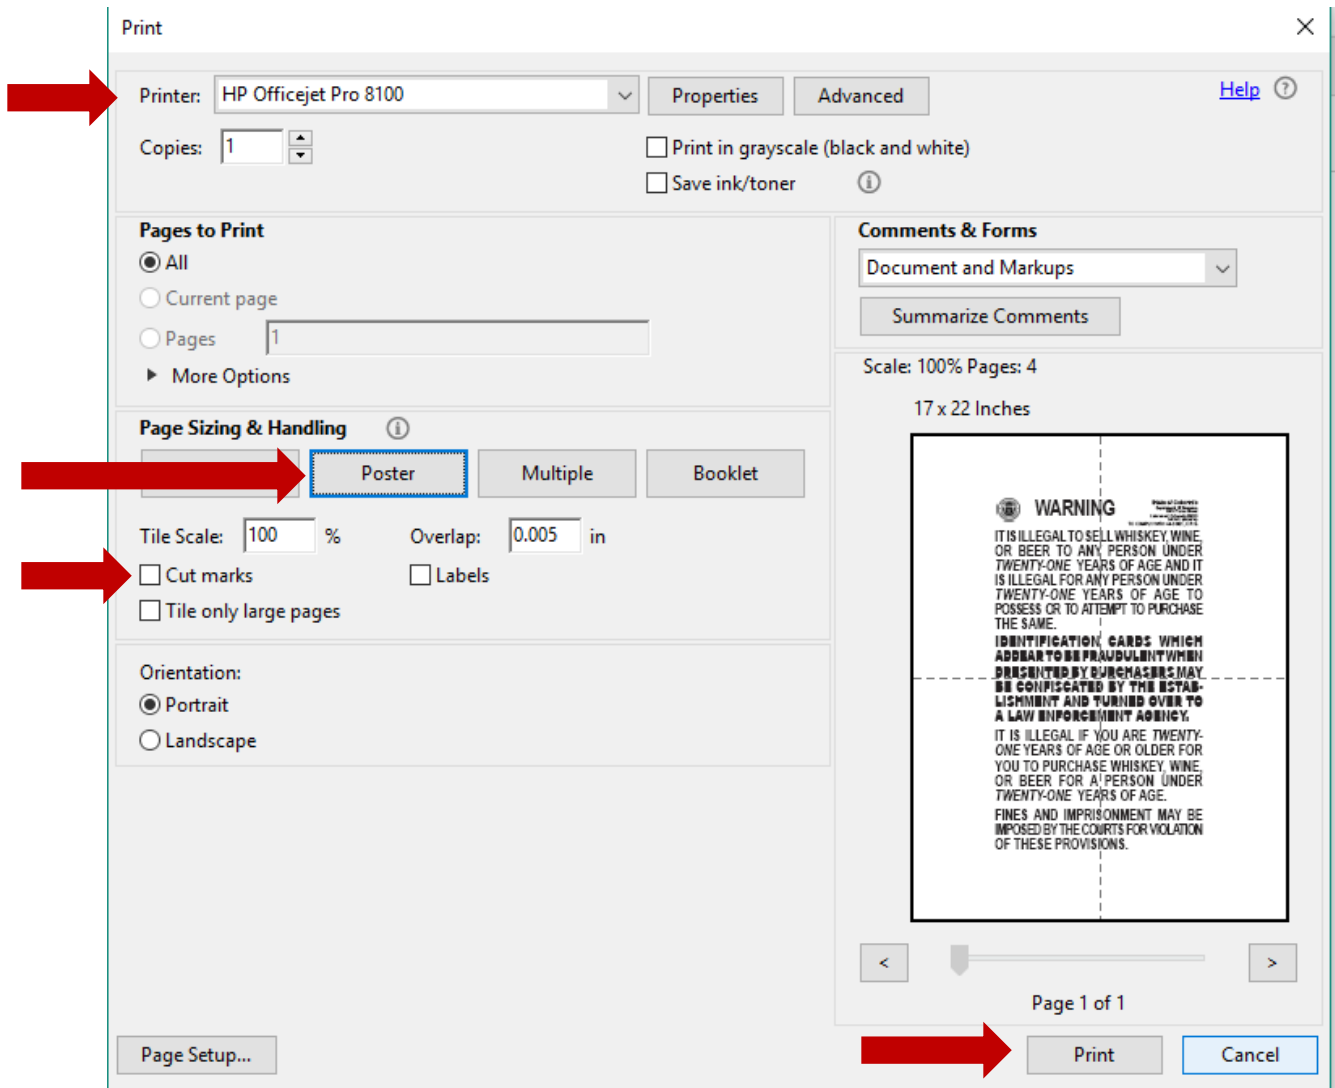 Print
Printer: HP Officejet Pro 8100 Properties Advanced Help ?
Copies: 1 Print in grayscale (black and white)
Save ink/toner i
Pages to Print
All
Current page
Pages 1
More Options
Comments & Forms
Document and Markups
Summarize Comments
Page Sizing & Handling i
Poster Multiple Booklet
Tile Scale: 100 % Overlap: 0.005 in
Cut marks Labels
Tile only large pages
Orientation:
Portrait
Landscape
Scale: 100% Pages: 4
17 x 22 Inches
WARNING
IT IS ILLEGAL TO SELL WHISKEY, WINE,
OR BEER TO ANY PERSON UNDER
TWENTY-ONE YEARS OF AGE AND IT
IS ILLEGAL FOR ANY PERSON UNDER
TWENTY-ONE YEARS OF AGE TO
POSSESS OR TO ATTEMPT TO PURCHASE
THE SAME.
IDENTIFICATION CARDS WHICH
APPEAR TO BE FRAUDULENT WHEN
PRESENTED BY PURCHASERS MAY
BE CONFISCATED BY THE ESTAB-
LISHMENT AND TURNED OVER TO
A LAW ENFORCEMENT AGENCY.
IT IS ILLEGAL IF YOU ARE TWENTY-
ONE YEARS OF AGE OR OLDER FOR
YOU TO PURCHASE WHISKEY, WINE,
OR BEER FOR A PERSON UNDER
TWENTY-ONE YEARS OF AGE.
FINES AND IMPRISONMENT MAY BE
IMPOSED BY THE COURTS FOR VIOLATION
OF THESE PROVISIONS.
< >
Page 1 of 1
Page Setup... Print Cancel